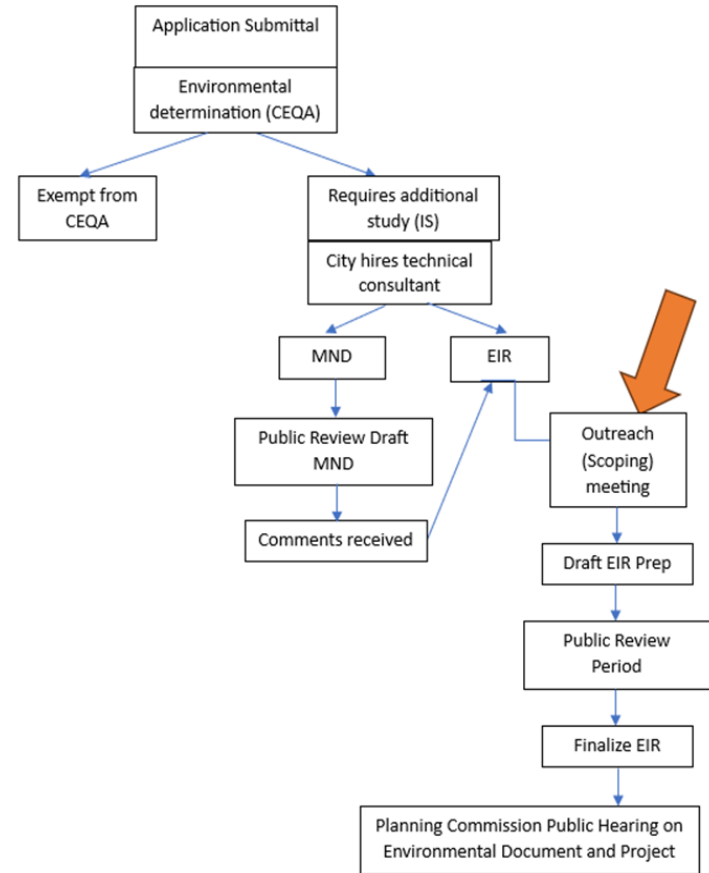 Application Submittal
Environmental
determination (CEQA)
Exempt from
CEQA
Requires additional
study (IS)
City hires technical
consultant
MND
EIR
Public Review Draft
MND
Outreach
(Scoping)
meeting
Comments received
Draft EIR Prep
Public Review
Period
Finalize EIR
Planning Commission Public Hearing on
Environmental Document and Project